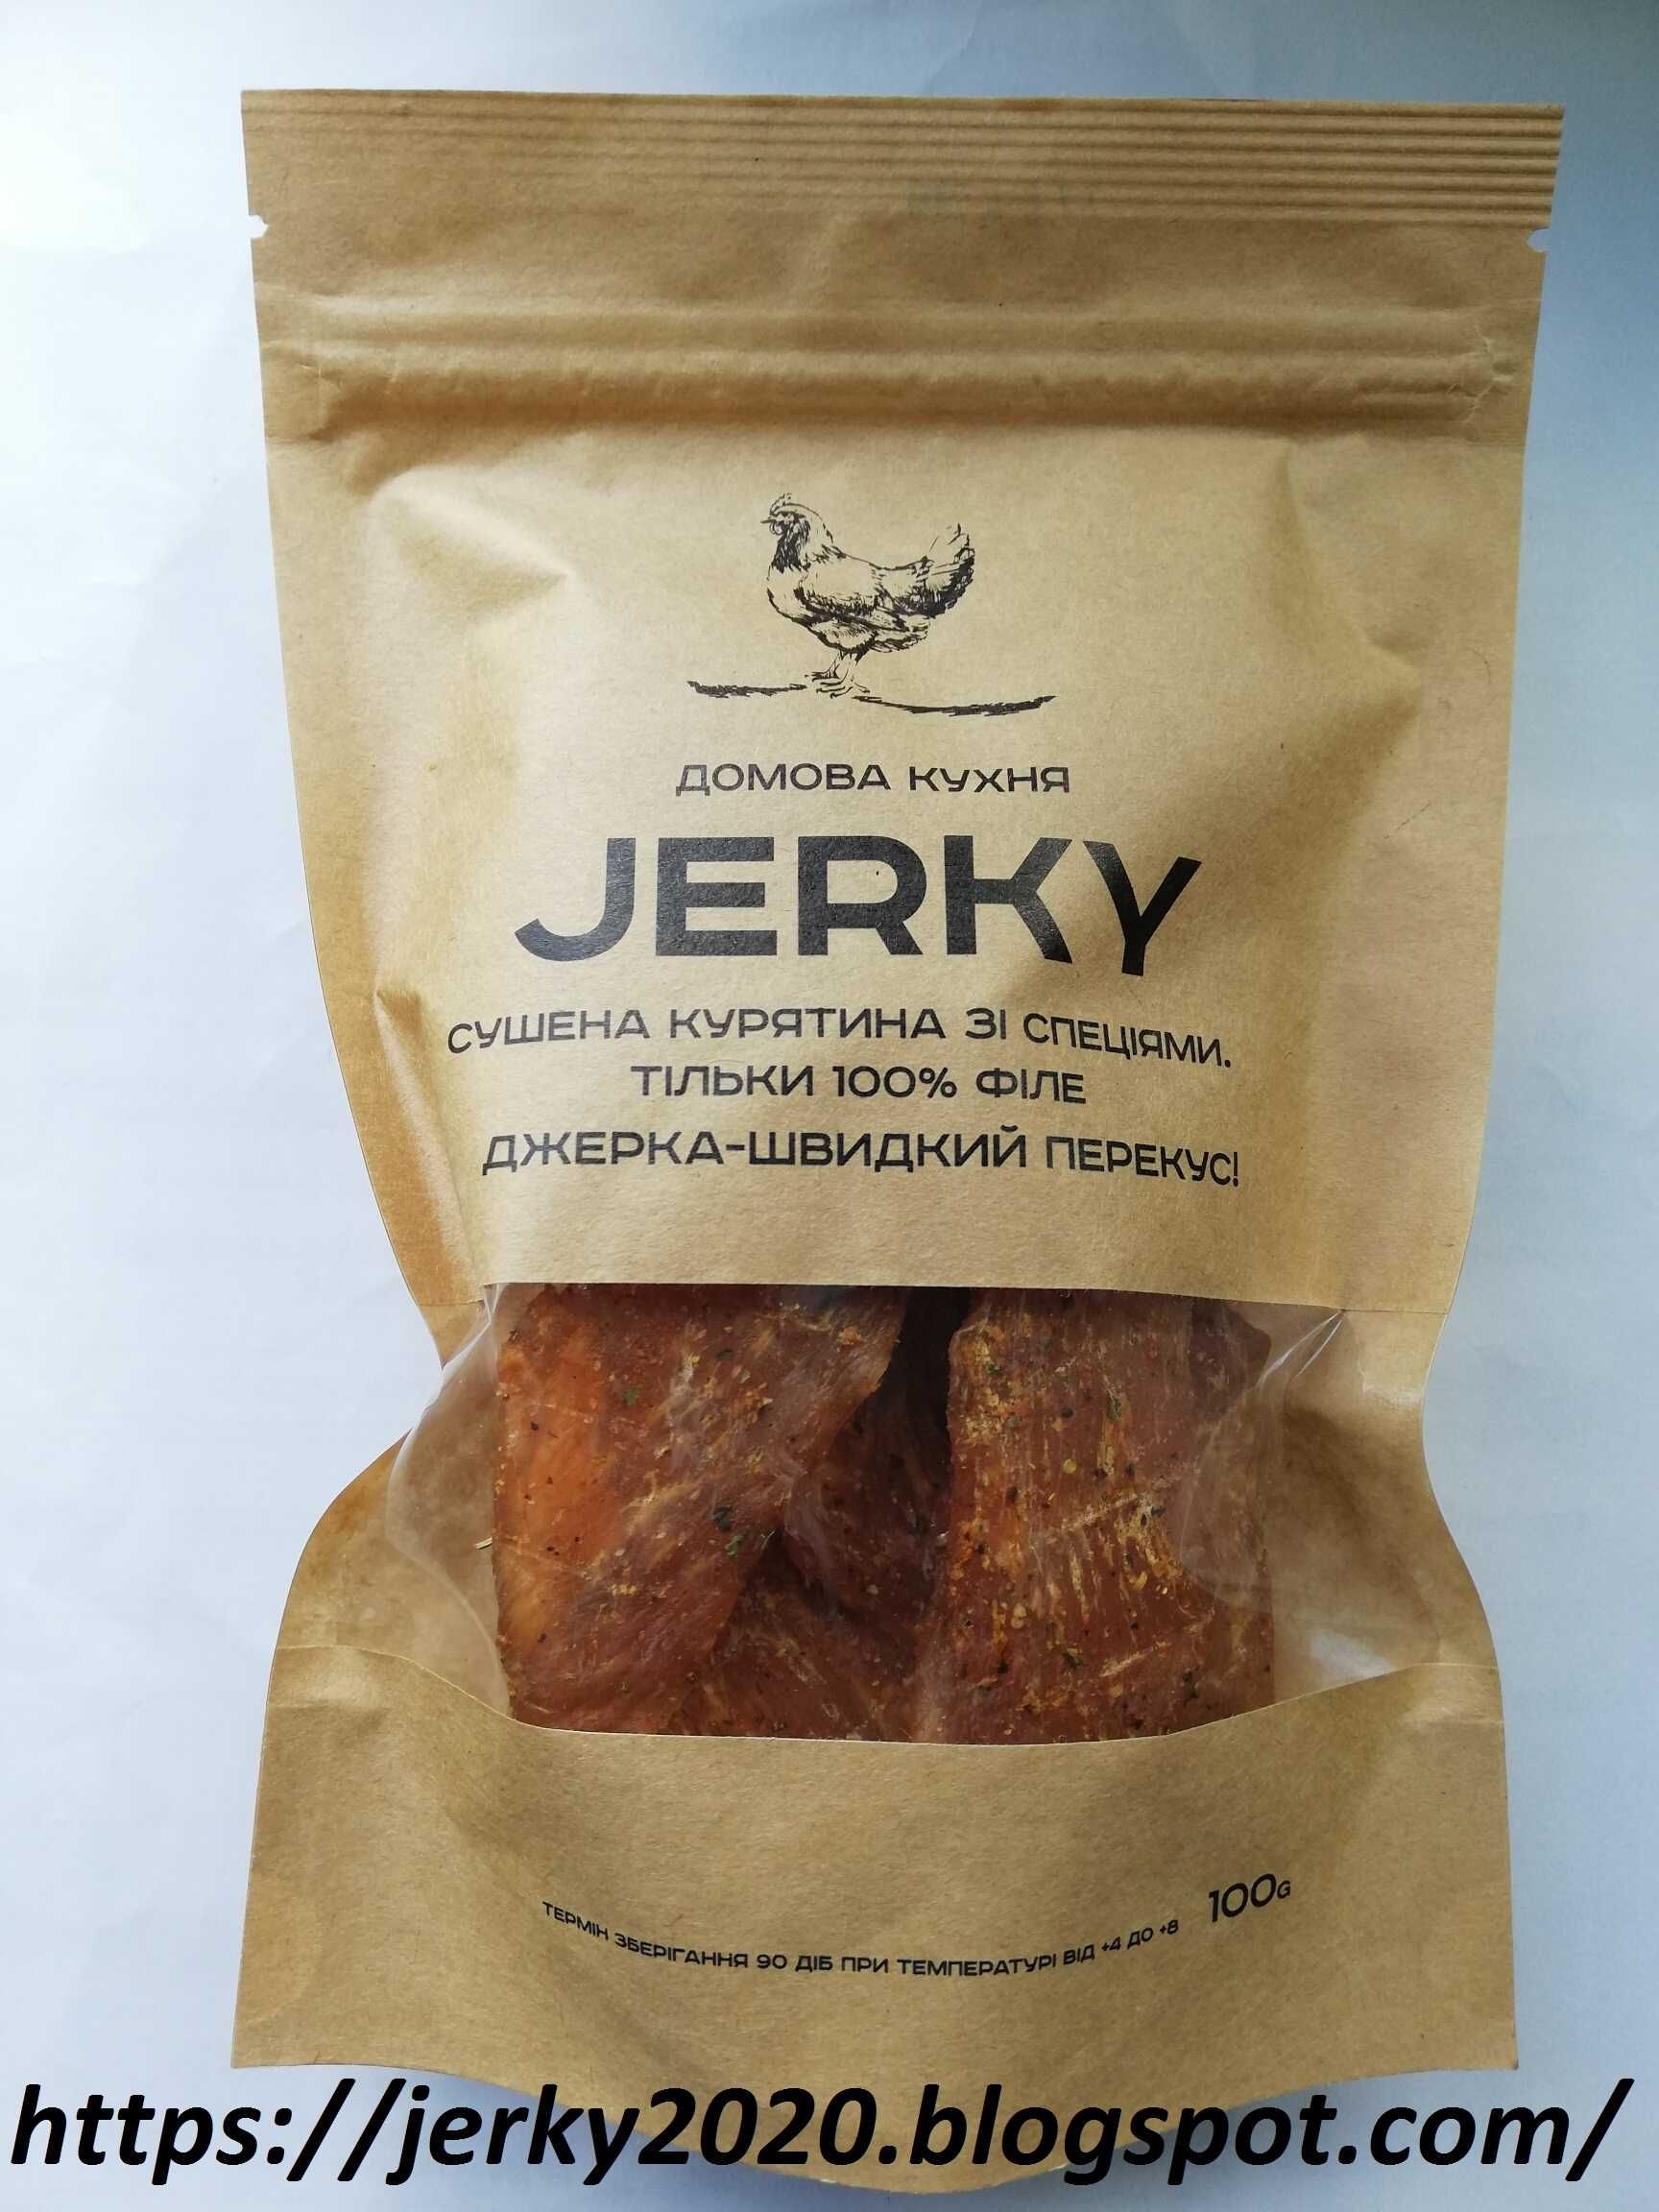 ДОМОВА КУХНЯ
JERKY
СУШЕНА КУРЯТИНА ЗІ СПЕЦІЯМИ.
ТІЛЬКИ 100% ФІЛЕ
ДЖЕРКА-ШВИДКИЙ ПЕРЕКУС!
ТЕРМІН ЗБЕРІГАННЯ 90 ДІБ ПРИ ТЕМПЕРАТУРІ ВІД +4 ДО +8 100G
https://jerky2020.blogspot.com/